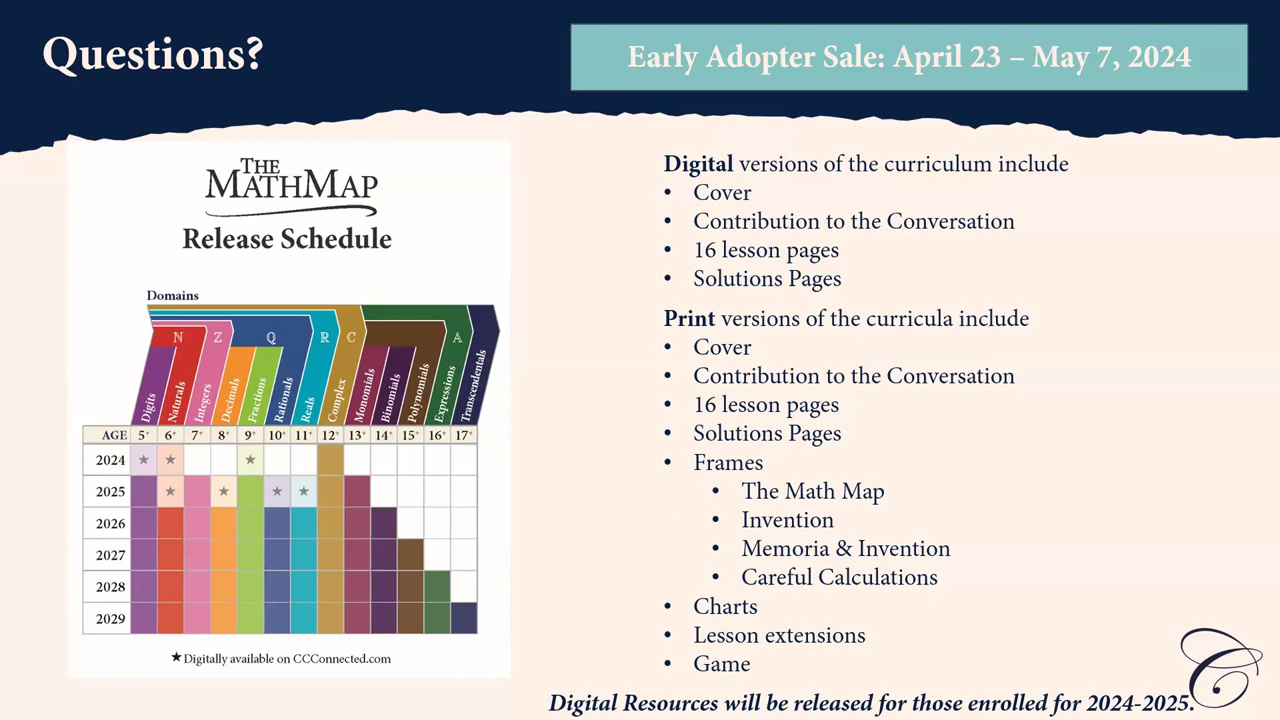 Questions?
Early Adopter Sale: April 23 – May 7, 2024
THE
MATHMAP
Release Schedule
Domains
N Z Q R C A
Digits Naturals Integers Decimals Fractions Rationals Reals Complex Monomials Binomials Polynomials Expressions Transcendentals
AGE 5+ 6+ 7+ 8+ 9+ 10+ 11+ 12+ 13+ 14+ 15+ 16+ 17+
2024 ★ ★ ★
2025 ★ ★ ★ ★
2026
2027
2028
2029
★Digitally available on CCConnected.com
Digital versions of the curriculum include
• Cover
• Contribution to the Conversation
• 16 lesson pages
• Solutions Pages
Print versions of the curricula include
• Cover
• Contribution to the Conversation
• 16 lesson pages
• Solutions Pages
• Frames
• The Math Map
• Invention
• Memoria & Invention
• Careful Calculations
• Charts
• Lesson extensions
• Game
Digital Resources will be released for those enrolled for 2024-2025.
C